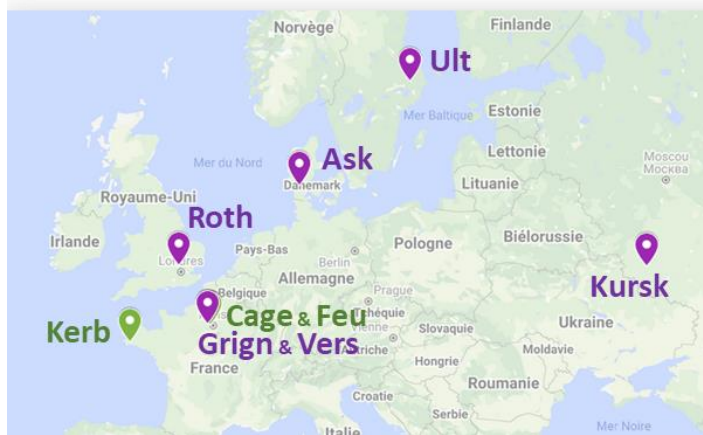 Norvège
Finlande
Ult
Estonie
Mer Baltique
Lettonie
Moscou
Москва
Mer du Nord
Ask
Danemark
Lituanie
Royaume-Uni
Roth
Irlande
Londres
Pays-Bas
Berlin
Pologne
Biélorussie
Allemagne
Kursk
Belgique
Prague
Tchéquie
Kerb
Cage & Feu
Ukraine
Grign & Vers
Vienne
Slovaquie
Autriche
Moldavie
France
Hongrie
Roumanie
Croatie
Serbie
Italie
Mer Noire